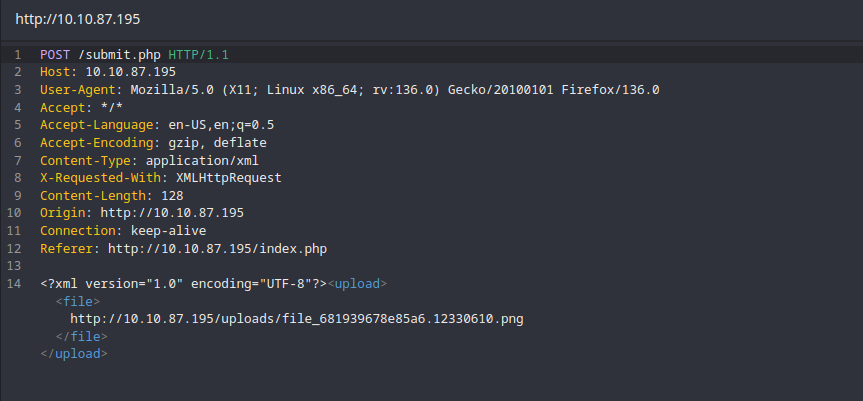 http://10.10.87.195
1 POST /submit.php HTTP/1.1
2 Host: 10.10.87.195
3 User-Agent: Mozilla/5.0 (X11; Linux x86_64; rv:136.0) Gecko/20100101 Firefox/136.0
4 Accept: */*
5 Accept-Language: en-US,en;q=0.5
6 Accept-Encoding: gzip, deflate
7 Content-Type: application/xml
8 X-Requested-With: XMLHttpRequest
9 Content-Length: 128
10 Origin: http://10.10.87.195
11 Connection: keep-alive
12 Referer: http://10.10.87.195/index.php
13
14 <?xml version="1.0" encoding="UTF-8"?><upload>
<file>
http://10.10.87.195/uploads/file_681939678e85a6.12330610.png
</file>
</upload>